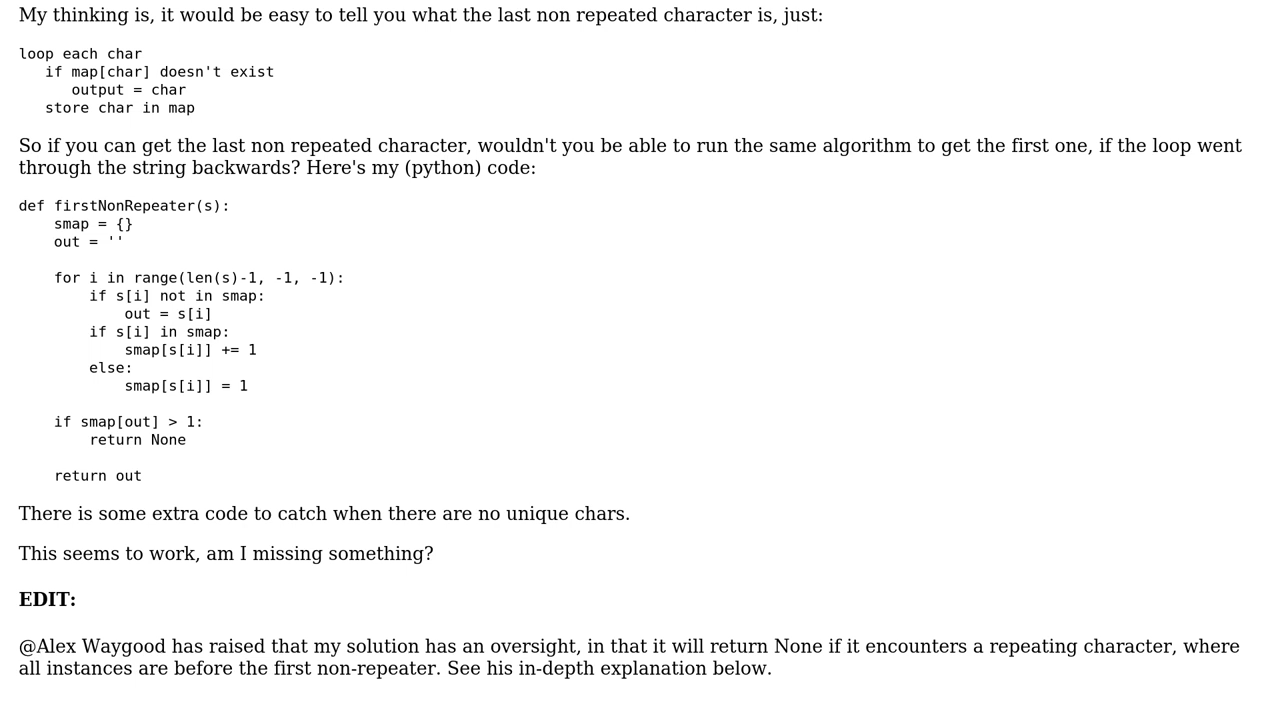 My thinking is, it would be easy to tell you what the last non repeated character is, just:
loop each char
   if map[char] doesn't exist
      output = char
   store char in map
So if you can get the last non repeated character, wouldn't you be able to run the same algorithm to get the first one, if the loop went
through the string backwards? Here's my (python) code:
def firstNonRepeater(s):
    smap = {}
    out = ''
    for i in range(len(s)-1, -1, -1):
        if s[i] not in smap:
            out = s[i]
        if s[i] in smap:
            smap[s[i]] += 1
        else:
            smap[s[i]] = 1
    if smap[out] > 1:
        return None
    return out
There is some extra code to catch when there are no unique chars.
This seems to work, am I missing something?
EDIT:
@Alex Waygood has raised that my solution has an oversight, in that it will return None if it encounters a repeating character, where
all instances are before the first non-repeater. See his in-depth explanation below.